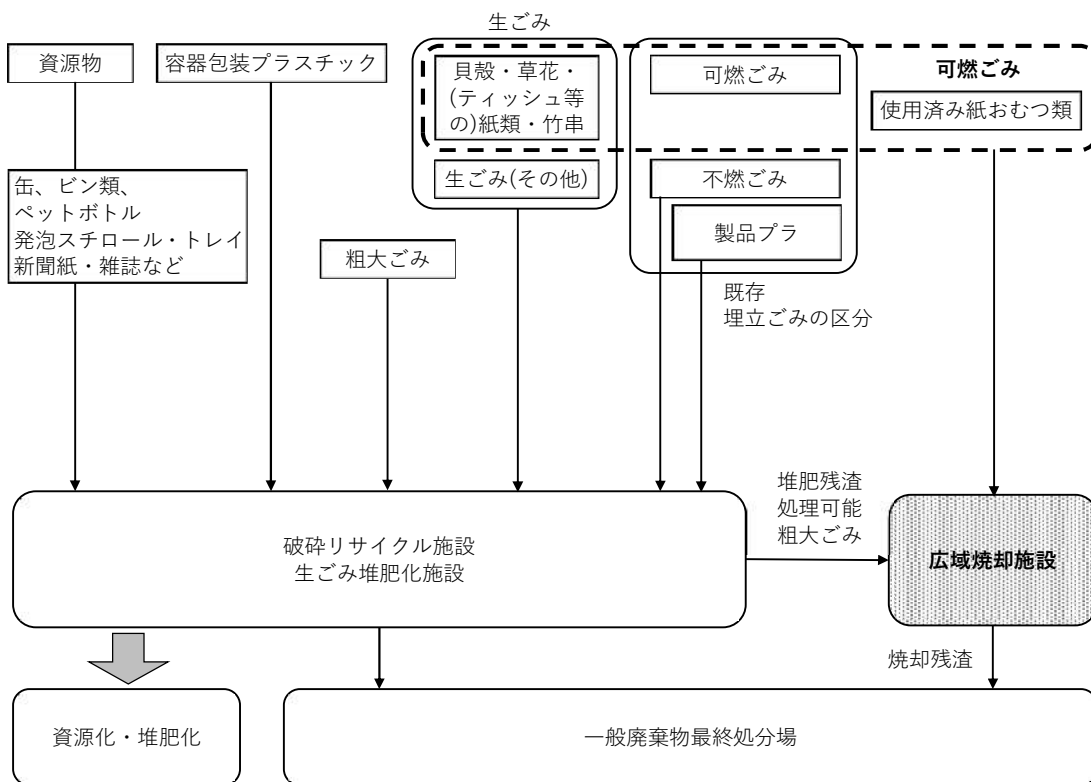 生ごみ
資源物
容器包装プラスチック
貝殻・草花・
(ティッシュ等
の)紙類・竹串
可燃ごみ
可燃ごみ
使用済み紙おむつ類
缶、ビン類、
ペットボトル
発泡スチロール・トレイ
新聞紙・雑誌など
生ごみ(その他)
不燃ごみ
製品プラ
粗大ごみ
既存
埋立ごみの区分
堆肥残渣
処理可能
粗大ごみ
破砕リサイクル施設
生ごみ堆肥化施設
広域焼却施設
焼却残渣
資源化・堆肥化
一般廃棄物最終処分場